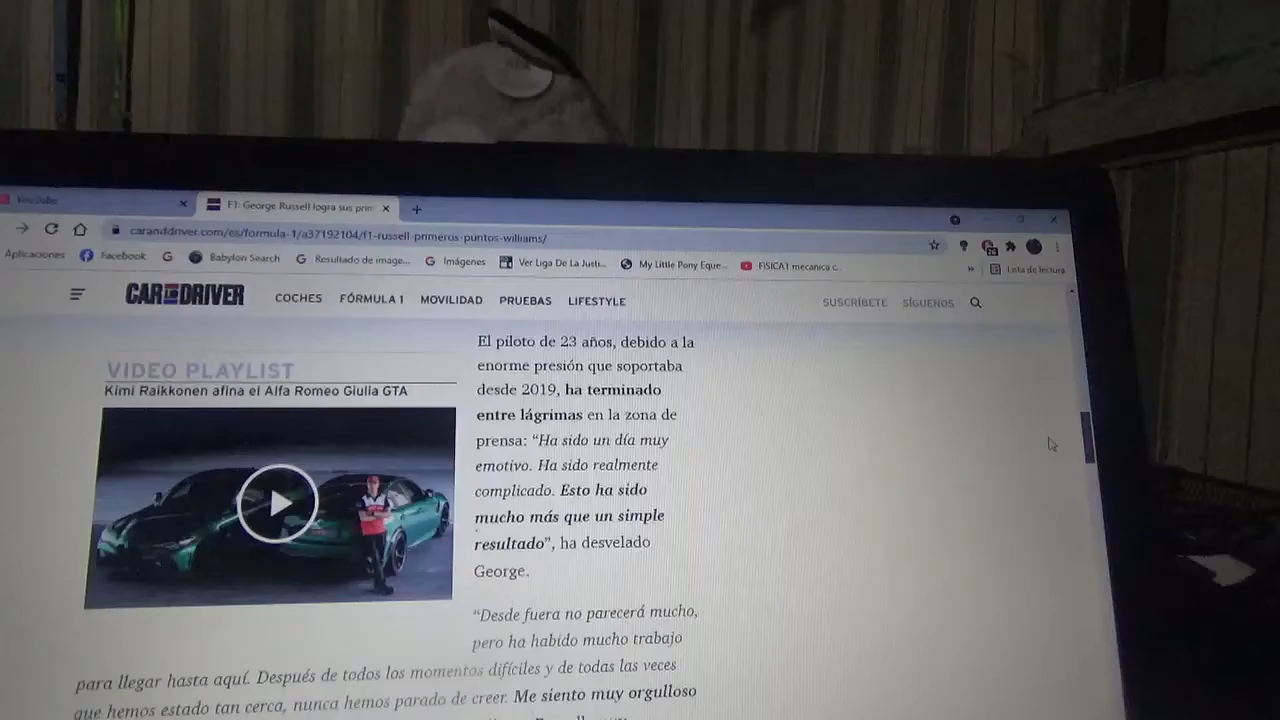 YouTube
F1: George Russell logra sus prim
caranddriver.com/es/formula-1/a37192104/f1-russell-primeros-puntos-williams/
Aplicaciones Facebook Babylon Search Resultado de image... Imágenes Ver Liga De La Justi... My Little Pony Eque... FISICA1 mecanica c... » Lista de lectura
CAR AND DRIVER COCHES FÓRMULA 1 MOVILIDAD PRUEBAS LIFESTYLE SUSCRÍBETE SÍGUENOS
VIDEO PLAYLIST
Kimi Raikkonen afina el Alfa Romeo Giulia GTA
El piloto de 23 años, debido a la
enorme presión que soportaba
desde 2019, ha terminado
entre lágrimas en la zona de
prensa: “Ha sido un día muy
emotivo. Ha sido realmente
complicado. Esto ha sido
mucho más que un simple
resultado”, ha desvelado
George.
“Desde fuera no parecerá mucho,
pero ha habido mucho trabajo
para llegar hasta aquí. Después de todos los momentos difíciles y de todas las veces
que hemos estado tan cerca, nunca hemos parado de creer. Me siento muy orgulloso